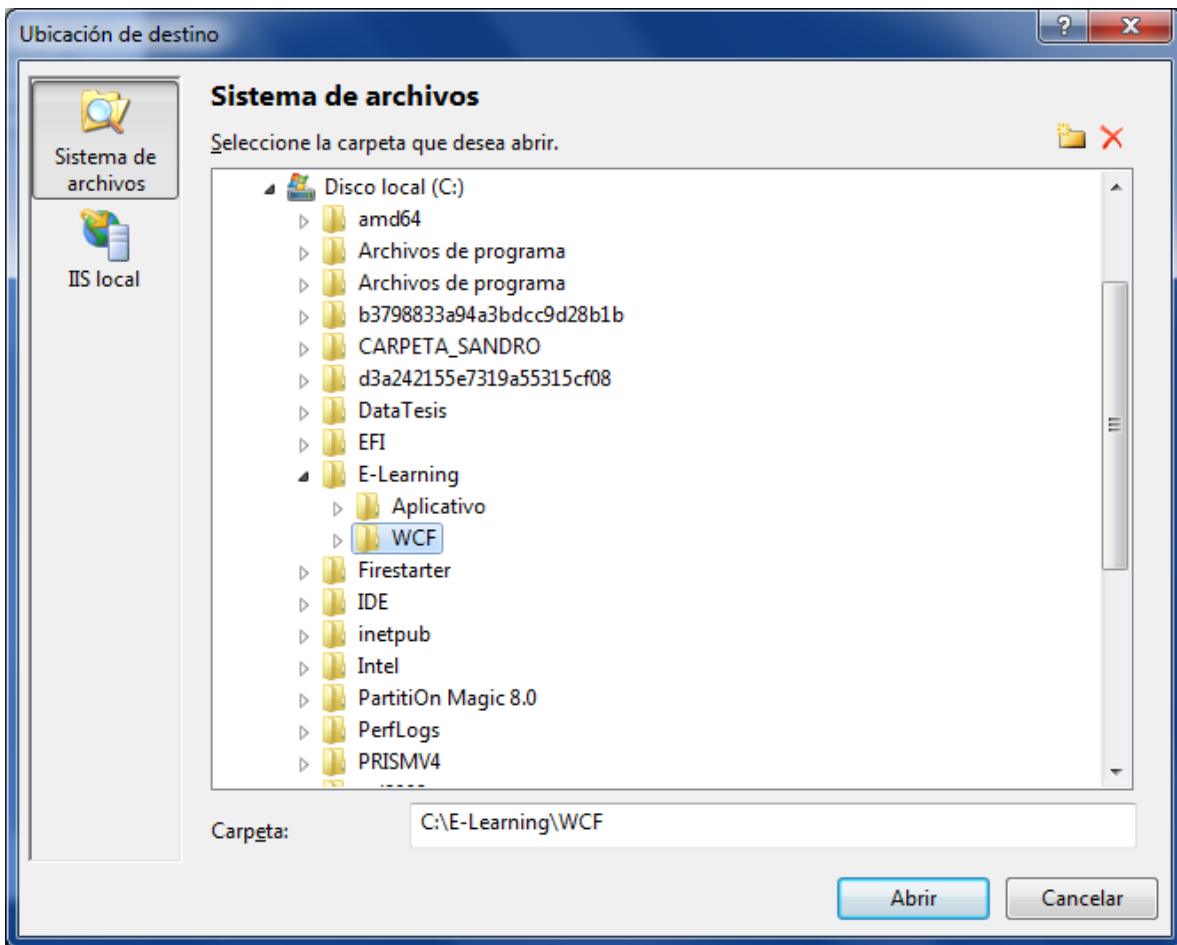 Ubicación de destino
Sistema de archivos
IIS local
Sistema de archivos
Seleccione la carpeta que desea abrir.
Disco local (C:)
amd64
Archivos de programa
Archivos de programa
b3798833a94a3bdcc9d28b1b
CARPETA_SANDRO
d3a242155e7319a55315cf08
DataTesis
EFI
E-Learning
Aplicativo
WCF
Firestarter
IDE
inetpub
Intel
PartitiOn Magic 8.0
PerfLogs
PRISMV4
Carpeta:
C:\E-Learning\WCF
Abrir
Cancelar